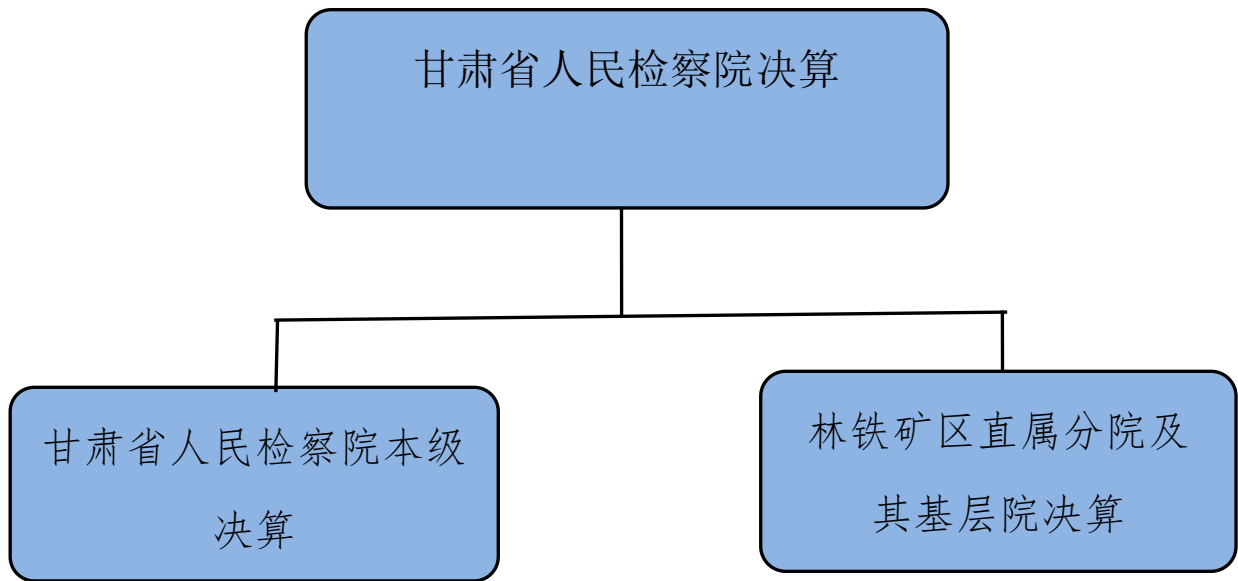 甘肃省人民检察院决算
甘肃省人民检察院本级
决算
林铁矿区直属分院及
其基层院决算